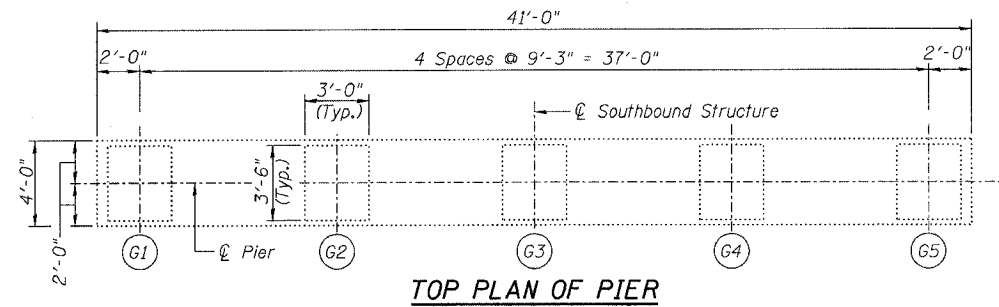 41'-0"
2'-0"
4 Spaces @ 9'-3" = 37'-0"
2'-0"
3'-0"
(Typ.)
℄ Southbound Structure
4'-0"
2'-0"
3'-6"
(Typ.)
℄ Pier
G1
G2
G3
G4
G5
TOP PLAN OF PIER